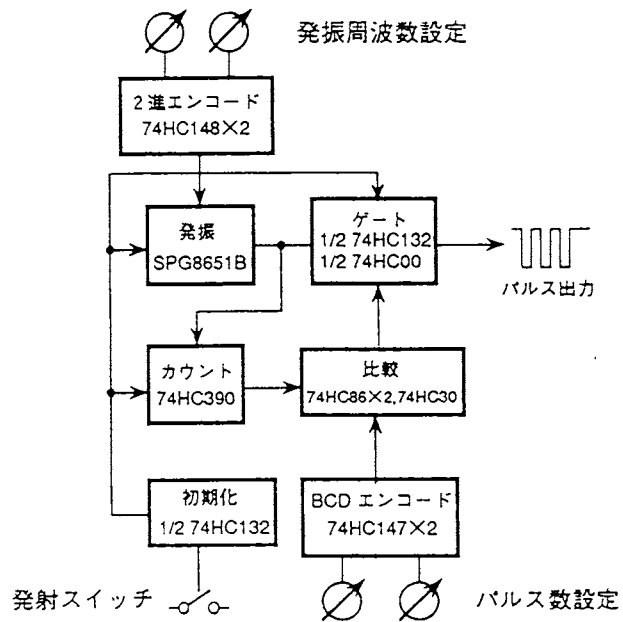 発振周波数設定
2進エンコード
74HC148×2
発振
SPG8651B
ゲート
1/2 74HC132
1/2 74HC00
パルス出力
カウント
74HC390
比較
74HC86×2,74HC30
初期化
1/2 74HC132
BCD エンコード
74HC147×2
発射スイッチ
パルス数設定